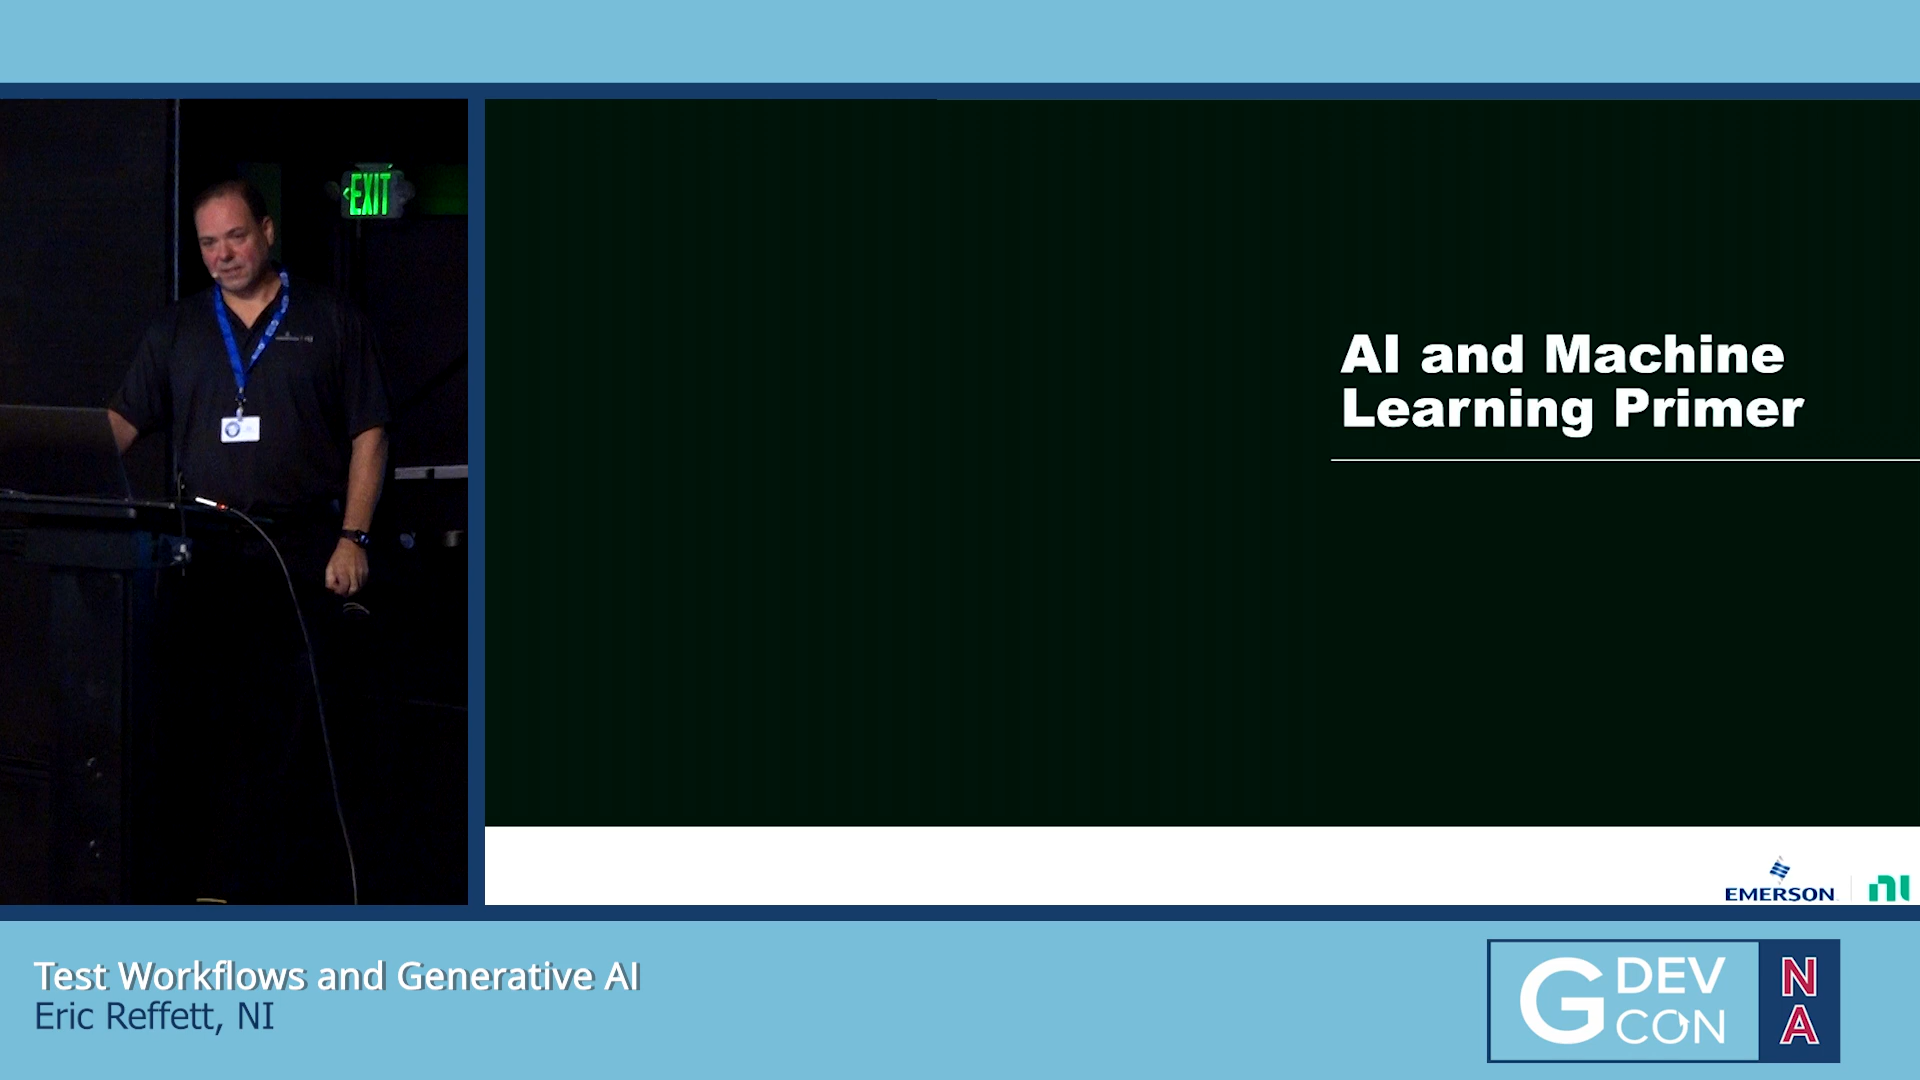 EXIT
AI and Machine
Learning Primer
EMERSON
ni
Test Workflows and Generative AI
Eric Reffett, NI
G DEV
CON
N
A